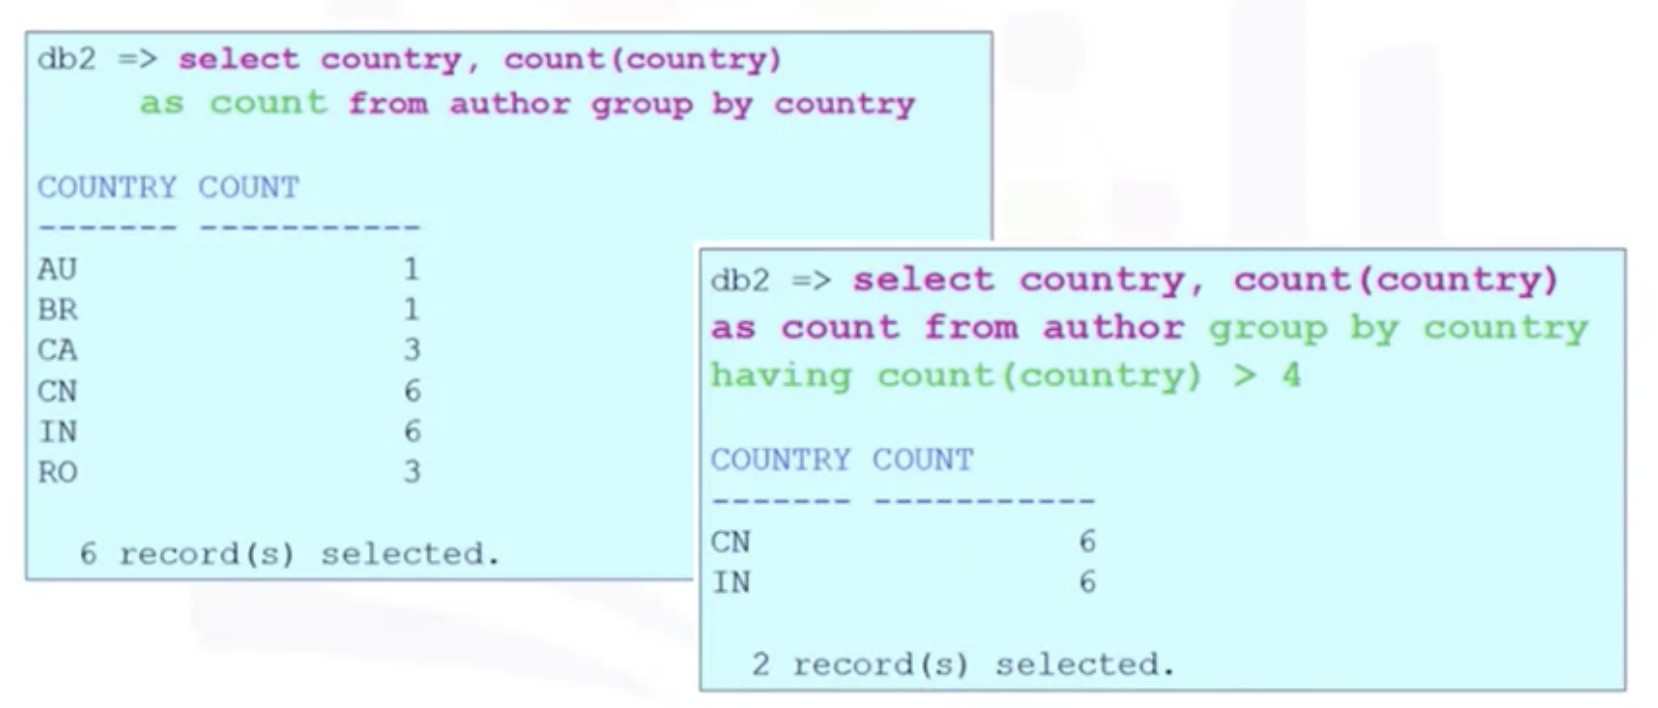 db2 => select country, count(country)
as count from author group by country
COUNTRY COUNT
------- -----------
AU 1
BR 1
CA 3
CN 6
IN 6
RO 3
6 record(s) selected.
db2 => select country, count(country)
as count from author group by country
having count(country) > 4
COUNTRY COUNT
------- -----------
CN 6
IN 6
2 record(s) selected.